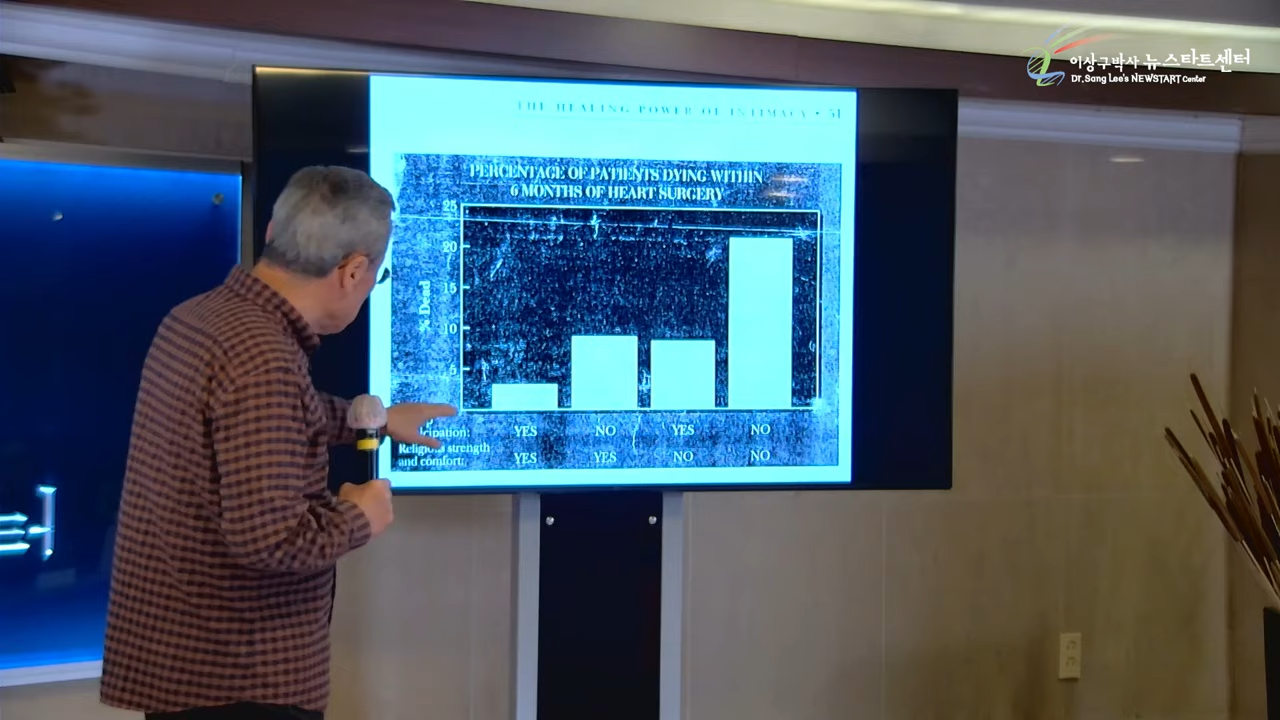 이상구박사 뉴스타트센터
Dr. Sang Lee's NEWSTART Center
THE HEALING POWER OF INTIMACY • 51
PERCENTAGE OF PATIENTS DYING WITHIN
6 MONTHS OF HEART SURGERY
25
20
15
10
5
% Dead
YES NO YES NO
Religious strength
and comfort: YES YES NO NO
터